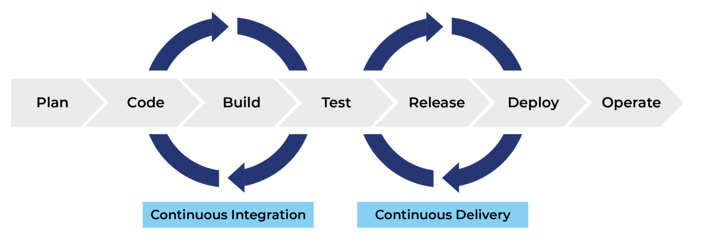 Plan Code Build Test Release Deploy Operate
Continuous Integration Continuous Delivery